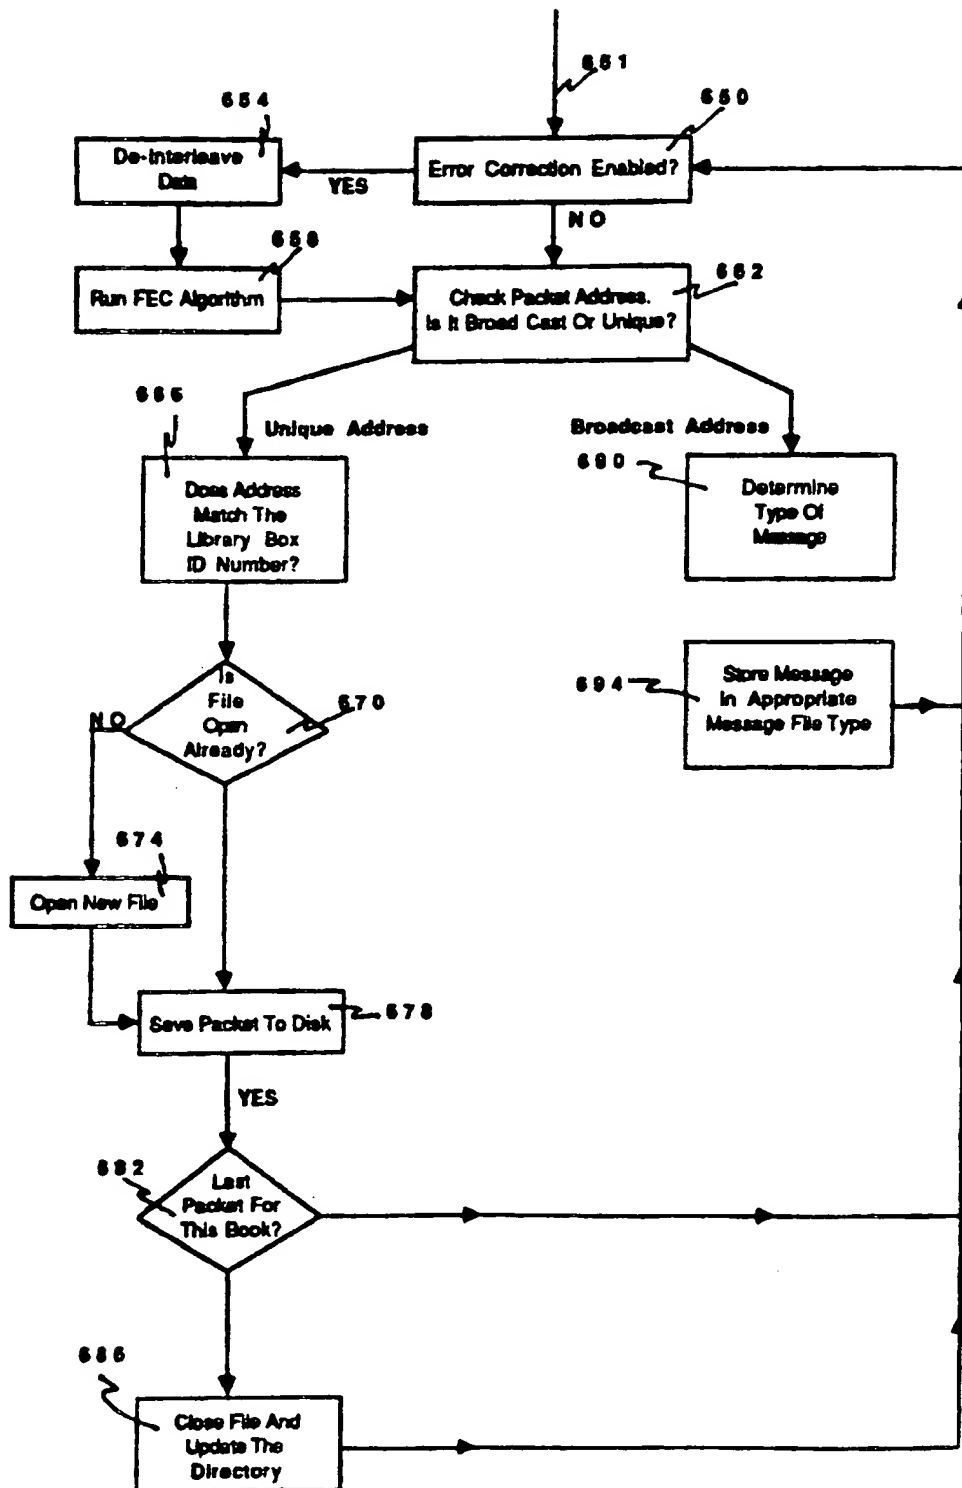 651
650
654
Error Correction Enabled?
De-Interleave
Data
YES
NO
658
Run FEC Algorithm
662
Check Packet Address.
Is It Broad Cast Or Unique?
666
Unique Address
Broadcast Address
690
Does Address
Match The
Library Box
ID Number?
Determine
Type Of
Message
Is
File
Open
Already?
670
NO
694
Store Message
In Appropriate
Message File Type
674
Open New File
Save Packet To Disk
678
YES
682
Last
Packet For
This Book?
686
Close File And
Update The
Directory